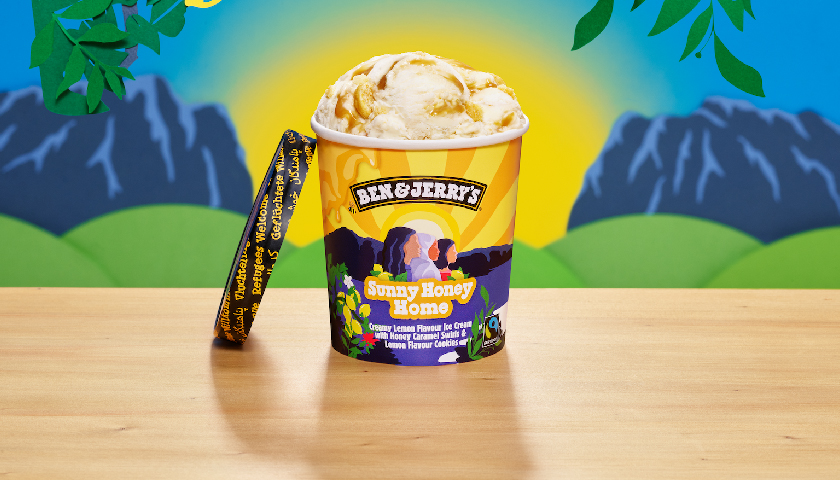 BEN & JERRY'S
Sunny Honey
Home
Creamy Lemon Flavour Ice Cream
with Honey Caramel Swirls &
Lemon Flavour Cookies
Refugees Welcome
Geflüchtete